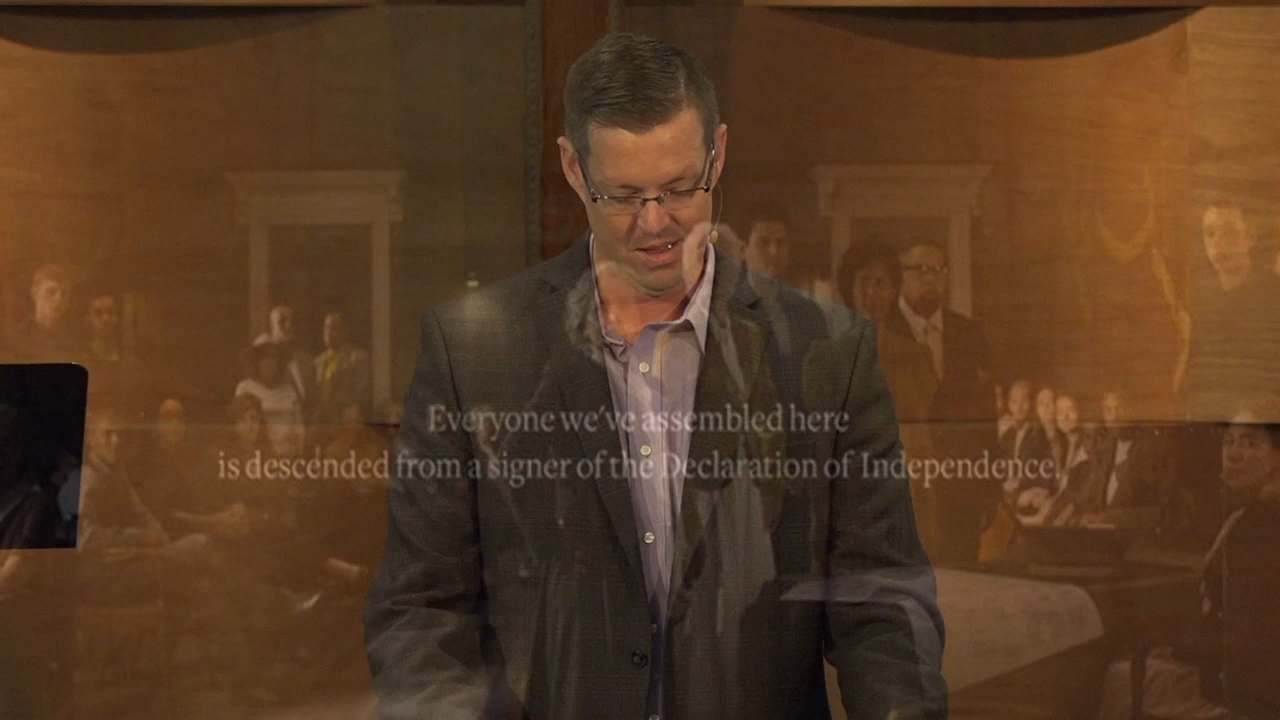 Everyone we've assembled here
is descended from a signer of the Declaration of Independence.